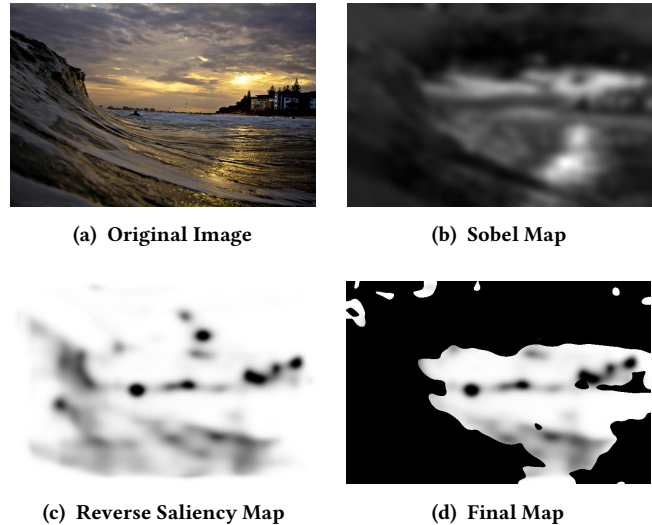 (a) Original Image
(b) Sobel Map
(c) Reverse Saliency Map
(d) Final Map